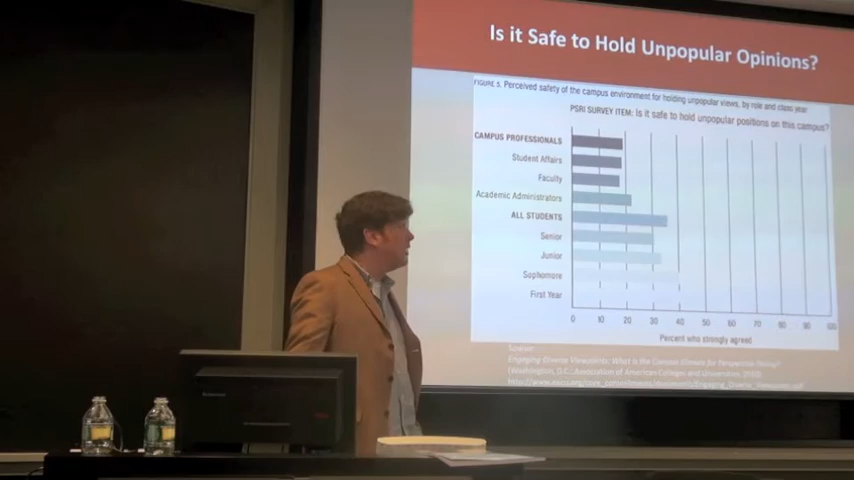 Is it Safe to Hold Unpopular Opinions?
FIGURE 5. Perceived safety of the campus environment for holding unpopular views, by role and class year
PSRI SURVEY ITEM: Is it safe to hold unpopular positions on this campus?
CAMPUS PROFESSIONALS
Student Affairs
Faculty
Academic Administrators
ALL STUDENTS
Senior
Junior
Sophomore
First Year
0 10 20 30 40 50 60 70 80 90 100
Percent who strongly agreed
Source:
Engaging Diverse Viewpoints: What is the Campus Climate for Perspective-Taking?
(Washington, D.C.: Association of American Colleges and Universities, 2010)